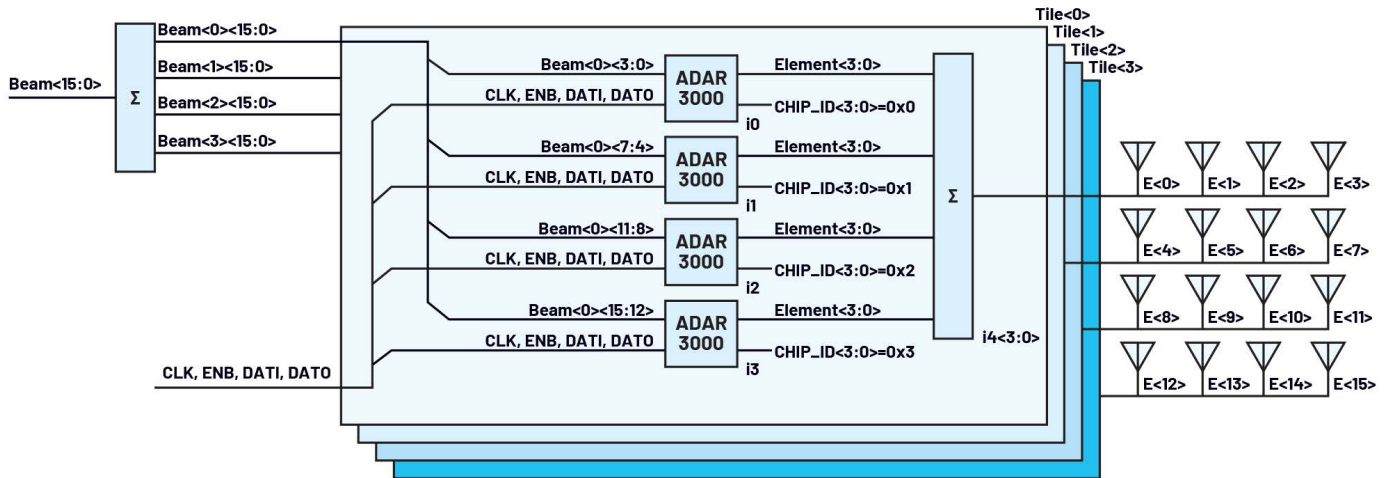 Tile<0>
Tile<1>
Tile<2>
Tile<3>
Beam<15:0>
Σ
Beam<0><15:0>
Beam<1><15:0>
Beam<2><15:0>
Beam<3><15:0>
CLK, ENB, DATI, DATO
Beam<0><3:0>
CLK, ENB, DATI, DATO
ADAR
3000
i0
Element<3:0>
CHIP_ID<3:0>=0x0
Beam<0><7:4>
CLK, ENB, DATI, DATO
ADAR
3000
i1
Element<3:0>
CHIP_ID<3:0>=0x1
Beam<0><11:8>
CLK, ENB, DATI, DATO
ADAR
3000
i2
Element<3:0>
CHIP_ID<3:0>=0x2
Beam<0><15:12>
CLK, ENB, DATI, DATO
ADAR
3000
i3
Element<3:0>
CHIP_ID<3:0>=0x3
Σ
i4<3:0>
E<0> E<1> E<2> E<3>
E<4> E<5> E<6> E<7>
E<8> E<9> E<10> E<11>
E<12> E<13> E<14> E<15>